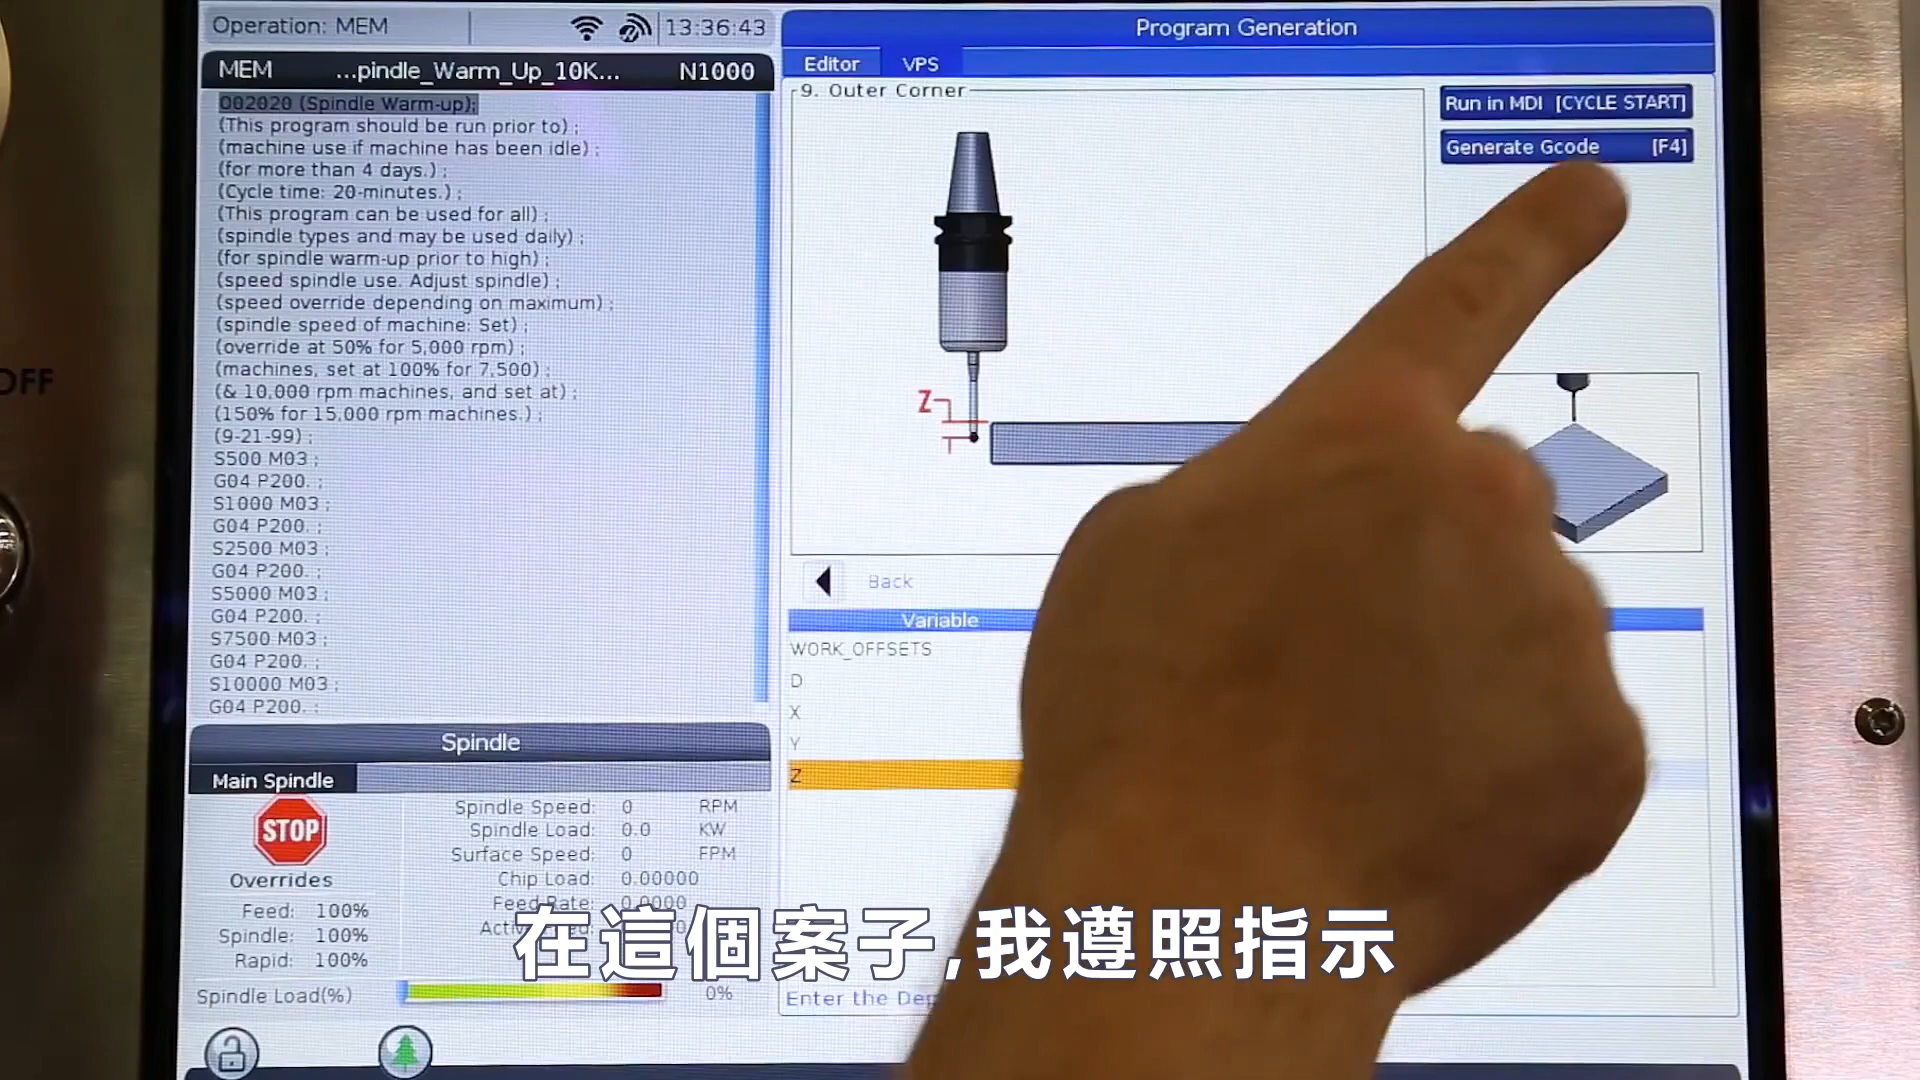 OFF
Operation: MEM
13:36:43
MEM ...pindle_Warm_Up_10K... N1000
O02020 (Spindle Warm-up);
(This program should be run prior to) ;
(machine use if machine has been idle) ;
(for more than 4 days.) ;
(Cycle time: 20-minutes.) ;
(This program can be used for all) ;
(spindle types and may be used daily) ;
(for spindle warm-up prior to high) ;
(speed spindle use. Adjust spindle) ;
(speed override depending on maximum) ;
(spindle speed of machine: Set) ;
(override at 50% for 5,000 rpm) ;
(machines, set at 100% for 7,500) ;
(& 10,000 rpm machines, and set at) ;
(150% for 15,000 rpm machines.) ;
(9-21-99) ;
S500 M03 ;
G04 P200. ;
S1000 M03 ;
G04 P200. ;
S2500 M03 ;
G04 P200. ;
S5000 M03 ;
G04 P200. ;
S7500 M03 ;
G04 P200. ;
S10000 M03 ;
G04 P200. ;
Spindle
Main Spindle
STOP
Overrides
Feed: 100%
Spindle: 100%
Rapid: 100%
Spindle Speed: 0 RPM
Spindle Load: 0.0 KW
Surface Speed: 0 FPM
Chip Load: 0.00000
Feed Rate: 0.0000
Spindle Load(%) 0%
Program Generation
Editor VPS
9. Outer Corner
Run in MDI [CYCLE START]
Generate Gcode [F4]
Z
Back
Variable
WORK_OFFSETS
D
X
Y
Z
Enter the
在這個案子,我遵照指示